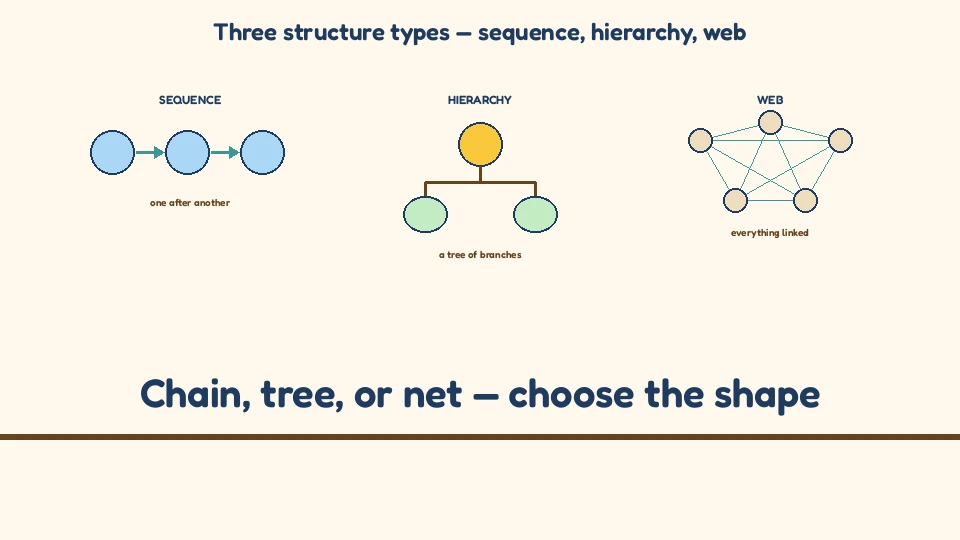 Three structure types — sequence, hierarchy, web
SEQUENCE
HIERARCHY
WEB
one after another
everything linked
a tree of branches
Chain, tree, or net — choose the shape